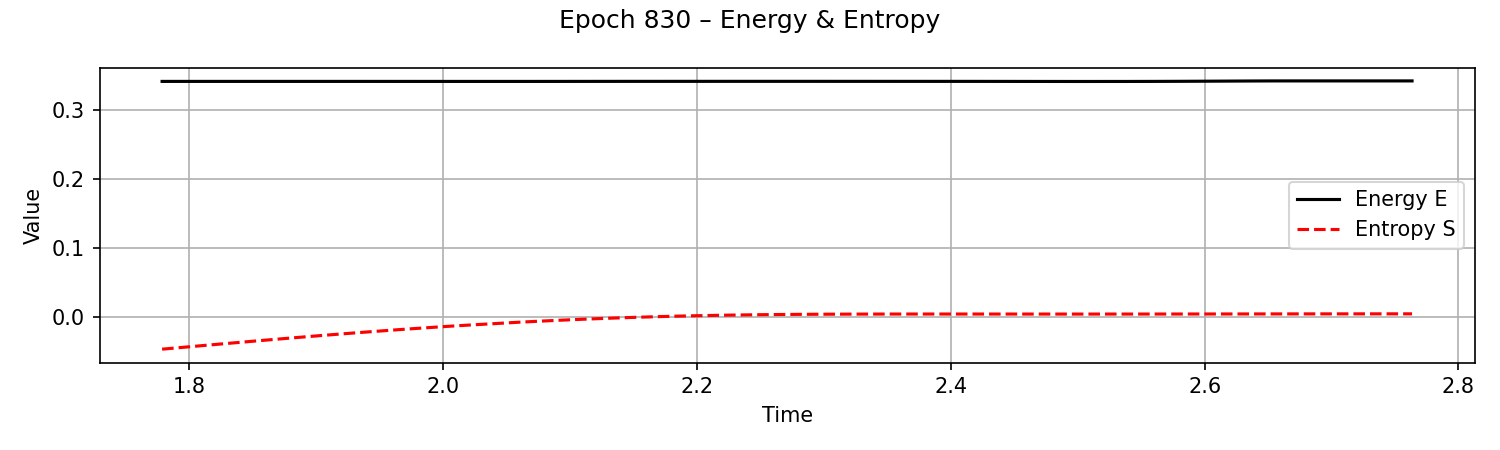 Epoch 830 – Energy & Entropy
Value
0.3
0.2
0.1
0.0
Energy E
Entropy S
1.8 2.0 2.2 2.4 2.6 2.8
Time